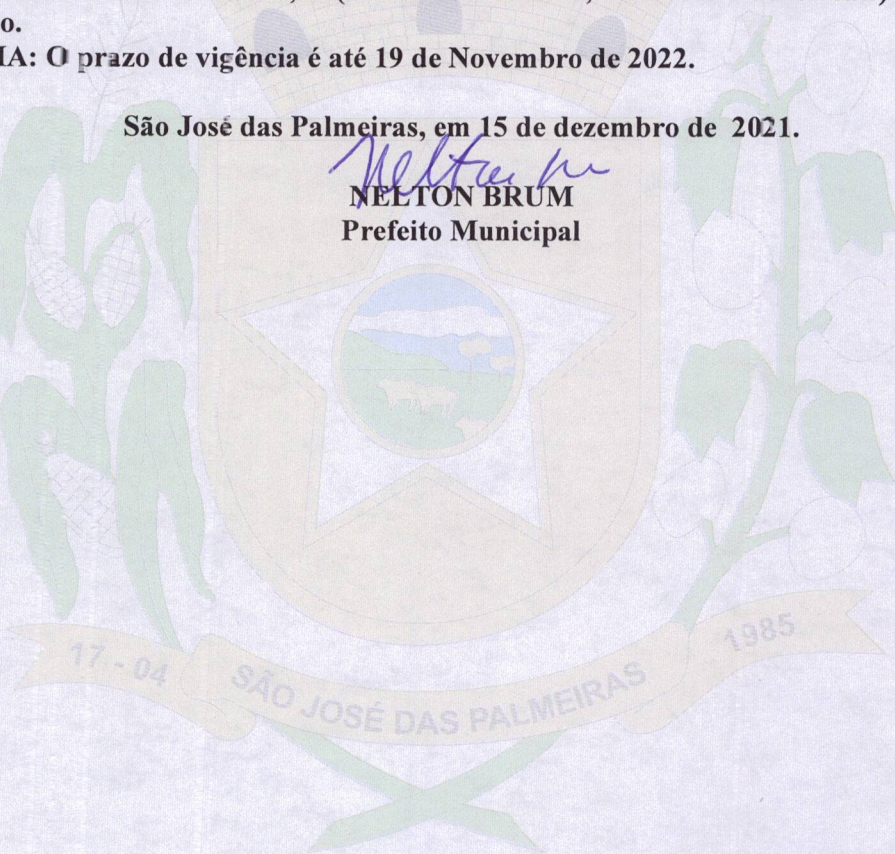 o.
IA: O prazo de vigência é até 19 de Novembro de 2022.
São José das Palmeiras, em 15 de dezembro de 2021.
NELTON BRUM
Prefeito Municipal
17 - 04
SÃO JOSÉ DAS PALMEIRAS
1985